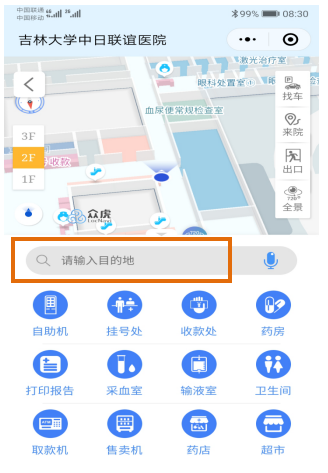 中国联通 46 26
中国移动 99% 08:30
吉林大学中日联谊医院
激光治疗室
眼科处置室
血尿便常规检查室
找车
来院
出口
720°
全景
3F
2F
1F
收款
众虎
请输入目的地
自助机 挂号处 收款处 药房
打印报告 采血室 输液室 卫生间
取款机 售卖机 药店 超市